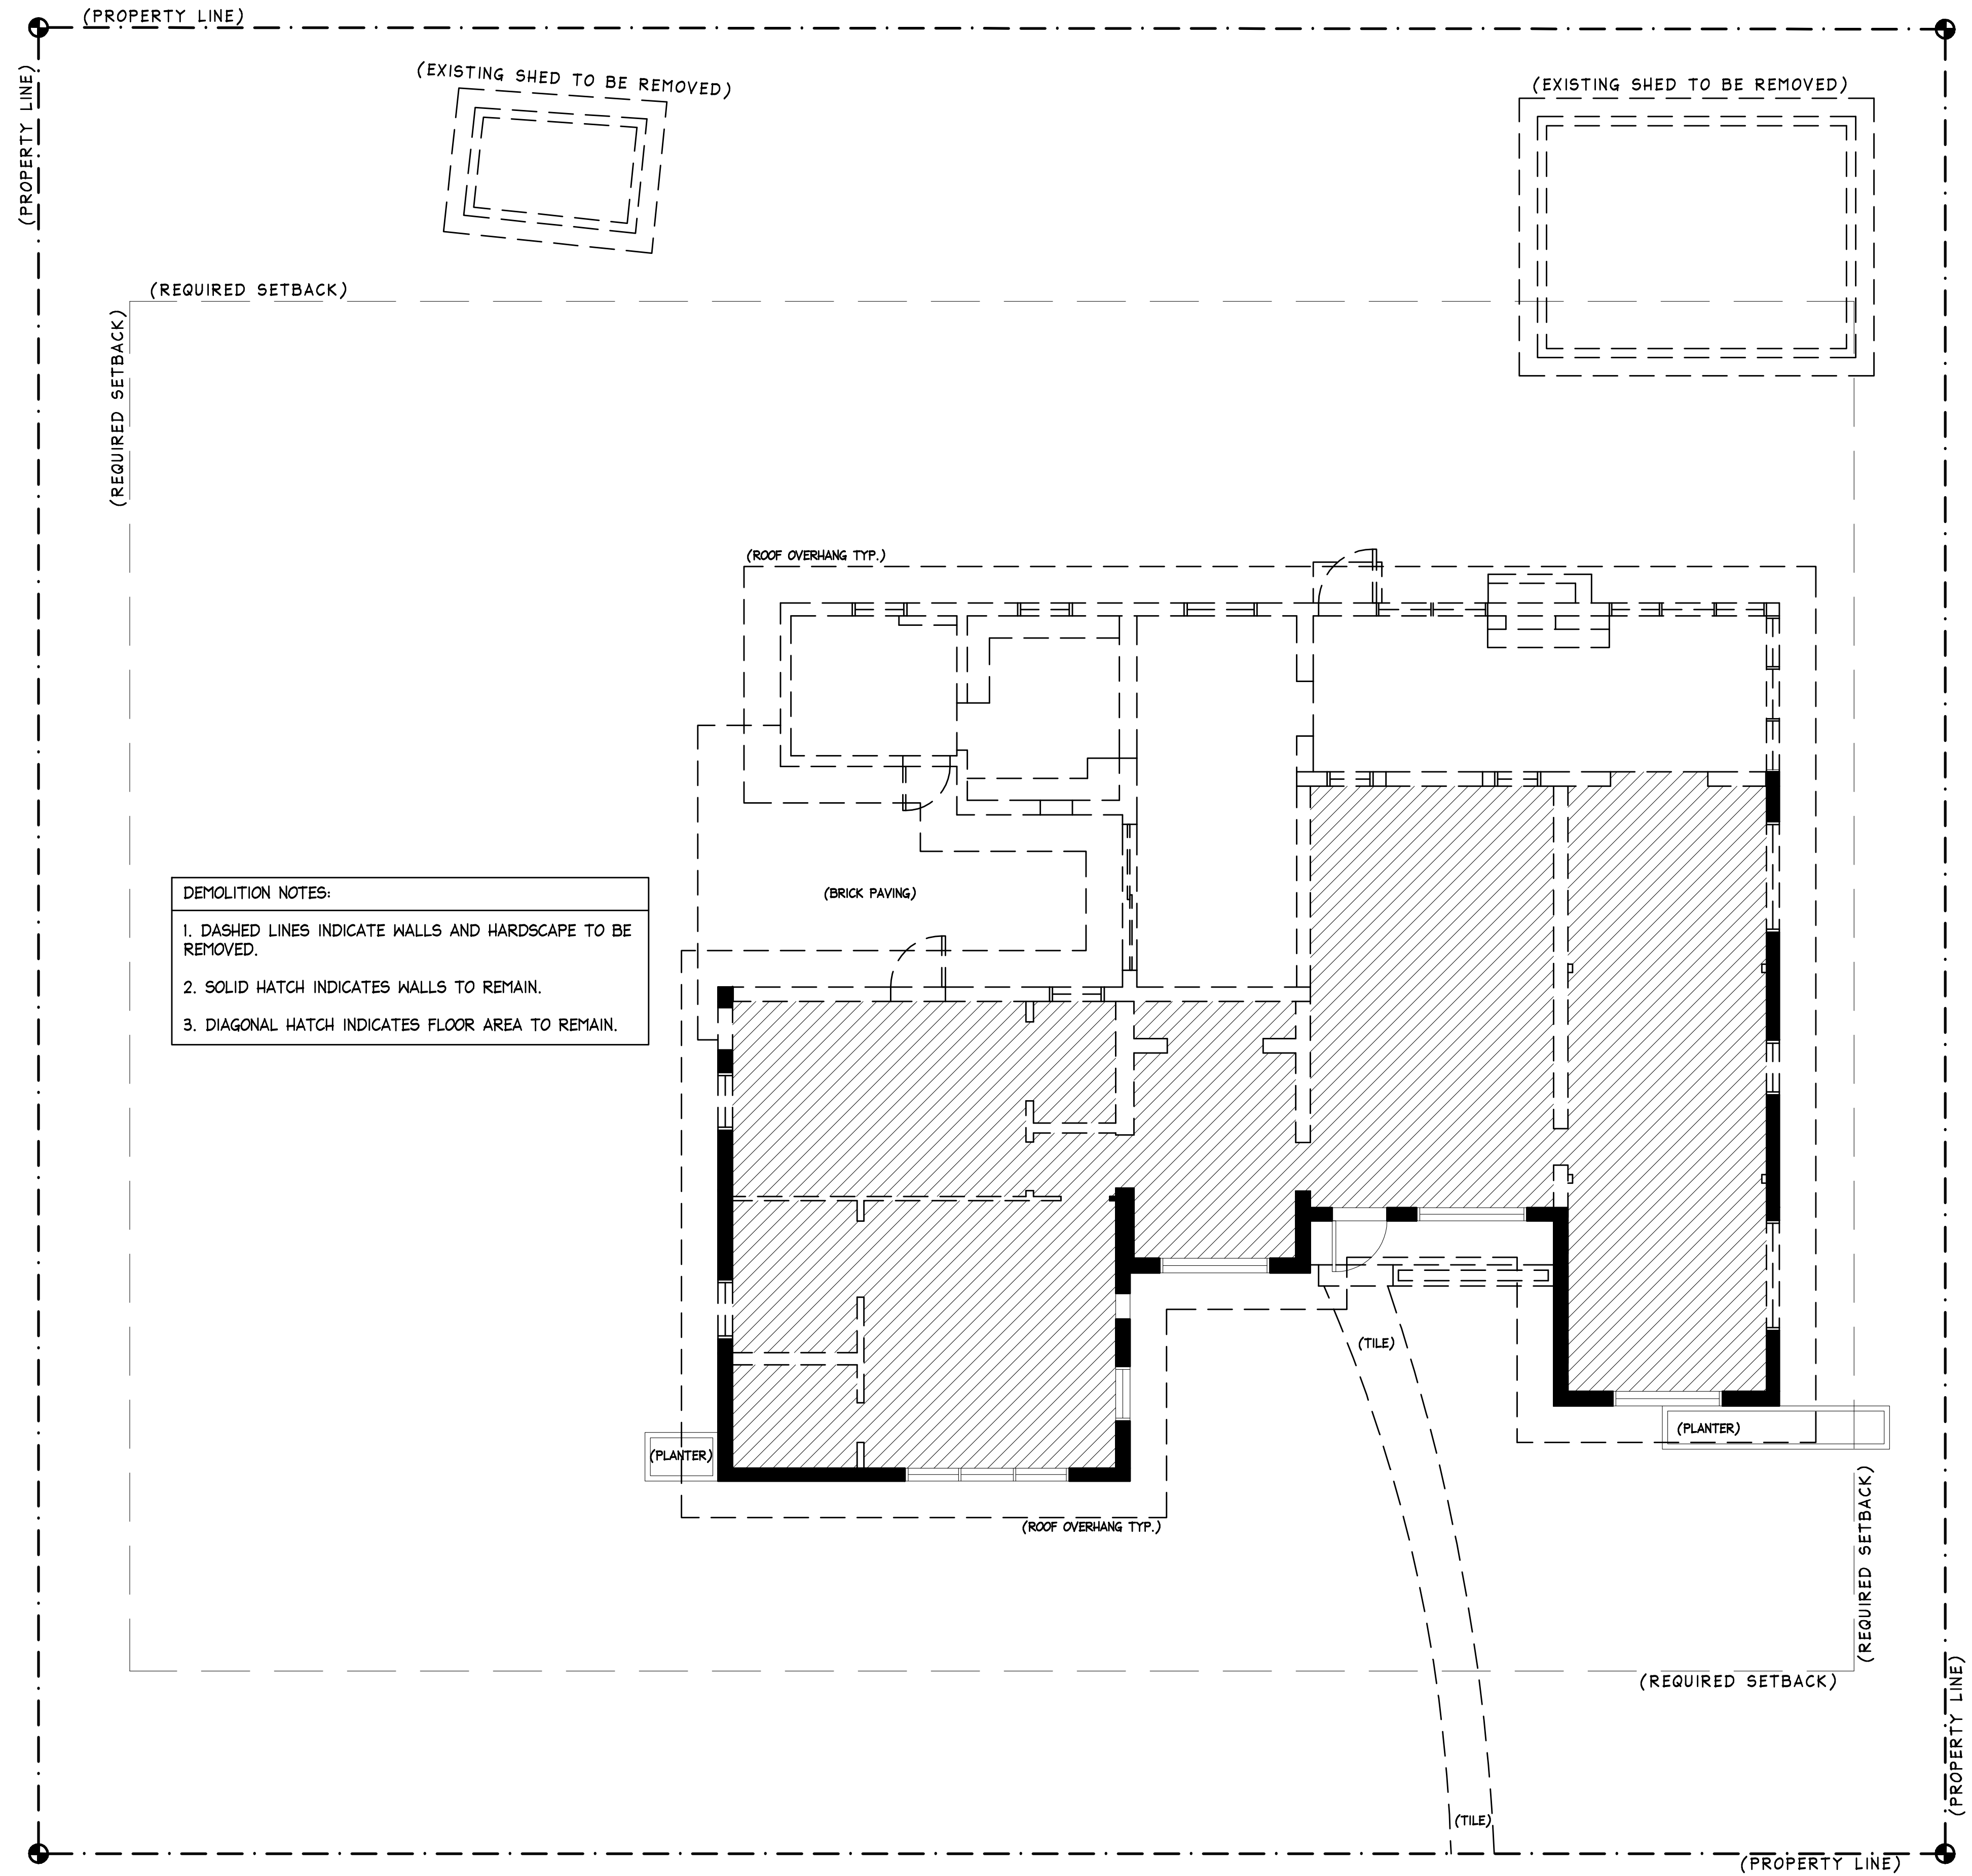 (PROPERTY LINE)
(PROPERTY LINE)
(EXISTING SHED TO BE REMOVED)
(EXISTING SHED TO BE REMOVED)
(REQUIRED SETBACK)
(REQUIRED SETBACK)
(ROOF OVERHANG TYP.)
DEMOLITION NOTES:
1. DASHED LINES INDICATE WALLS AND HARDSCAPE TO BE
REMOVED.
2. SOLID HATCH INDICATES WALLS TO REMAIN.
3. DIAGONAL HATCH INDICATES FLOOR AREA TO REMAIN.
(BRICK PAVING)
(TILE)
(PLANTER)
(PLANTER)
(ROOF OVERHANG TYP.)
(REQUIRED SETBACK)
(REQUIRED SETBACK)
(PROPERTY LINE)
(TILE)
(PROPERTY LINE)